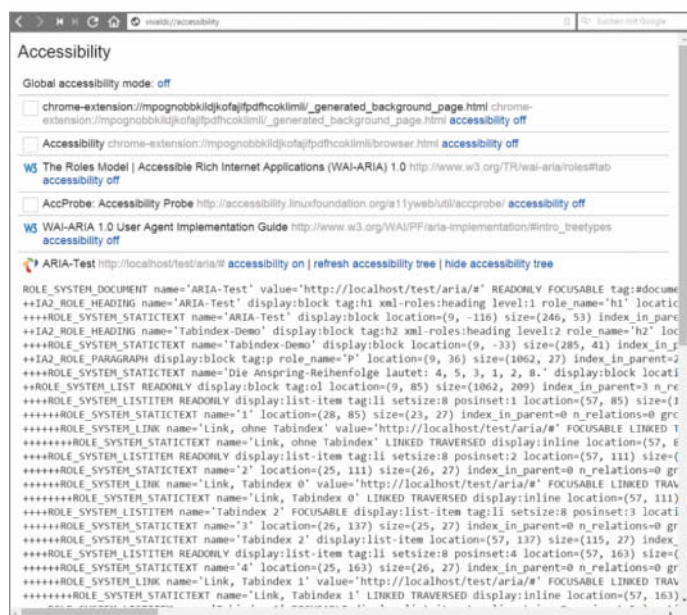 vivaldi://accessibility
Suchen mit Google
Accessibility
Global accessibility mode: off
chrome-extension://mpognobbkildjkofajifpdfhcoklimli/_generated_background_page.html chrome-
extension://mpognobbkildjkofajifpdfhcoklimli/_generated_background_page.html accessibility off
Accessibility chrome-extension://mpognobbkildjkofajifpdfhcoklimli/browser.html accessibility off
W3 The Roles Model | Accessible Rich Internet Applications (WAI-ARIA) 1.0 http://www.w3.org/TR/wai-aria/roles#tab
accessibility off
AccProbe: Accessibility Probe http://accessibility.linuxfoundation.org/a11yweb/util/accprobe/ accessibility off
W3 WAI-ARIA 1.0 User Agent Implementation Guide http://www.w3.org/WAI/PF/aria-implementation/#intro_treetypes
accessibility off
ARIA-Test http://localhost/test/aria/# accessibility on | refresh accessibility tree | hide accessibility tree
ROLE_SYSTEM_DOCUMENT name='ARIA-Test' value='http://localhost/test/aria/#' READONLY FOCUSABLE tag:#docume
++IA2_ROLE_HEADING name='ARIA-Test' display:block tag:h1 xml-roles:heading level:1 role_name='h1' locatic
++++ROLE_SYSTEM_STATICTEXT name='ARIA-Test' display:block location=(9, -116) size=(246, 53) index_in_pare
++IA2_ROLE_HEADING name='Tabindex-Demo' display:block tag:h2 xml-roles:heading level:2 role_name='h2' loc
++++ROLE_SYSTEM_STATICTEXT name='Tabindex-Demo' display:block location=(9, -33) size=(285, 41) index_in_p
++IA2_ROLE_PARAGRAPH display:block tag:p role_name='P' location=(9, 36) size=(1062, 27) index_in_parent=2
++++ROLE_SYSTEM_STATICTEXT name='Die Anspring-Reihenfolge lautet: 4, 5, 3, 1, 2, 8.' display:block locati
++ROLE_SYSTEM_LIST READONLY display:block tag:ol location=(9, 85) size=(1062, 209) index_in_parent=3 n_re
++++ROLE_SYSTEM_LISTITEM READONLY display:list-item tag:li setsize:8 posinset:1 location=(57, 85) size=(1
++++++ROLE_SYSTEM_STATICTEXT name='1' location=(28, 85) size=(23, 27) index_in_parent=0 n_relations=0 grc
++++++ROLE_SYSTEM_LINK name='Link, ohne Tabindex' value='http://localhost/test/aria/#' FOCUSABLE LINKED T
++++++++ROLE_SYSTEM_STATICTEXT name='Link, ohne Tabindex' LINKED TRAVERSED display:inline location=(57, 8
++++ROLE_SYSTEM_LISTITEM READONLY display:list-item tag:li setsize:8 posinset:2 location=(57, 111) size=(
++++++ROLE_SYSTEM_STATICTEXT name='2' location=(25, 111) size=(26, 27) index_in_parent=0 n_relations=0 gr
++++++ROLE_SYSTEM_LINK name='Link, Tabindex 0' value='http://localhost/test/aria/#' FOCUSABLE LINKED TRAV
++++++++ROLE_SYSTEM_STATICTEXT name='Link, Tabindex 0' LINKED TRAVERSED display:inline location=(57, 111)
++++ROLE_SYSTEM_LISTITEM name='Tabindex 2' FOCUSABLE display:list-item tag:li setsize:8 posinset:3 locati
++++++ROLE_SYSTEM_STATICTEXT name='3' location=(26, 137) size=(25, 27) index_in_parent=0 n_relations=0 gr
++++++ROLE_SYSTEM_STATICTEXT name='Tabindex 2' display:list-item location=(57, 137) size=(115, 27) index_
++++ROLE_SYSTEM_LISTITEM READONLY display:list-item tag:li setsize:8 posinset:4 location=(57, 163) size=(
++++++ROLE_SYSTEM_STATICTEXT name='4' location=(25, 163) size=(26, 27) index_in_parent=0 n_relations=0 gr
++++++ROLE_SYSTEM_LINK name='Link, Tabindex 1' value='http://localhost/test/aria/#' FOCUSABLE LINKED TRAV
++++++++ROLE_SYSTEM_STATICTEXT name='Link, Tabindex 1' LINKED TRAVERSED display:inline location=(57, 163)